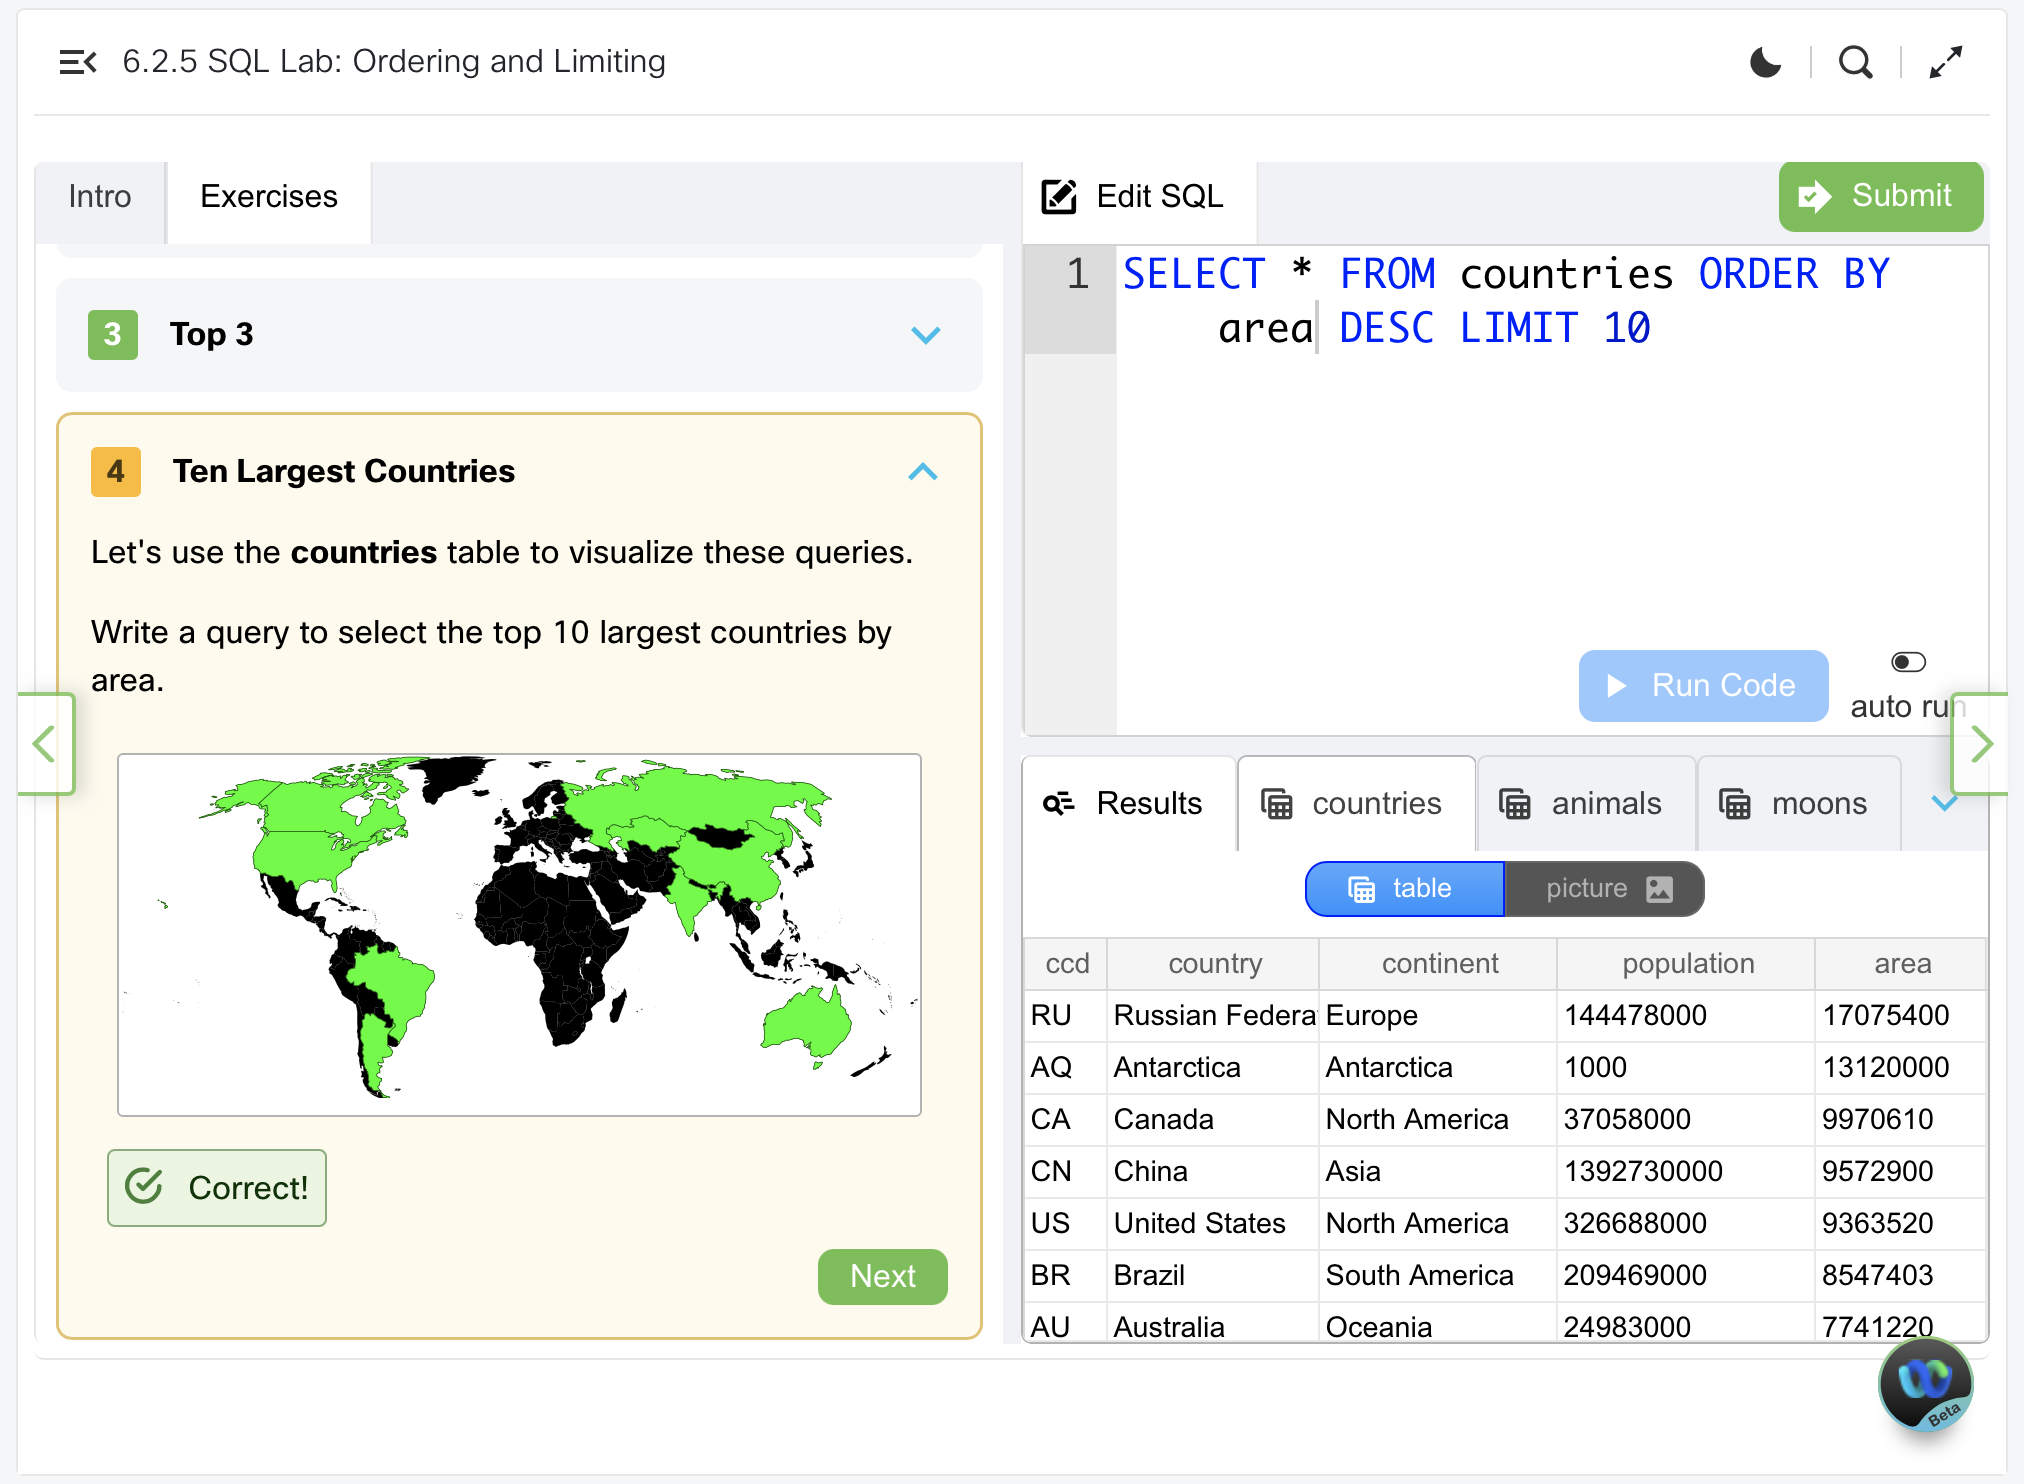 6.2.5 SQL Lab: Ordering and Limiting
Intro
Exercises
3 Top 3
4 Ten Largest Countries
Let's use the countries table to visualize these queries.
Write a query to select the top 10 largest countries by
area.
Correct!
Next
Edit SQL
Submit
1 SELECT * FROM countries ORDER BY
area DESC LIMIT 10
Run Code
auto run
Results
countries
animals
moons
table
picture
ccd country continent population area
RU Russian Federa Europe 144478000 17075400
AQ Antarctica Antarctica 1000 13120000
CA Canada North America 37058000 9970610
CN China Asia 1392730000 9572900
US United States North America 326688000 9363520
BR Brazil South America 209469000 8547403
AU Australia Oceania 24983000 7741220
Beta